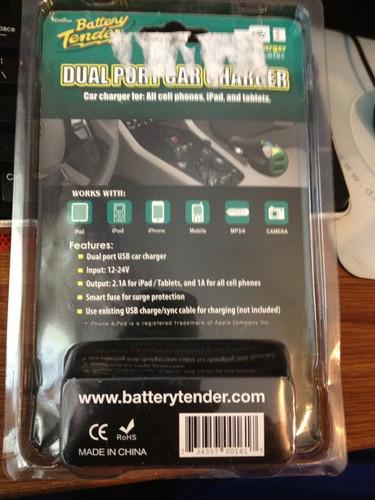 Battery
Tender
DUAL PORT CAR CHARGER
Car charger for: All cell phones, iPad, and tablets.
WORKS WITH:
iPad
iPod
iPhone
Mobile
MP3/4
CAMERA
Features:
Dual port USB car charger
Input: 12-24V
Output: 2.1A for iPad / Tablets, and 1A for all cell phones
Smart fuse for surge protection
Use existing USB charge/sync cable for charging (not included)
* iPhone & iPod is a registered trademark of Apple Company Inc.
www.batterytender.com
CE
RoHS
MADE IN CHINA
7 34357 00161 7